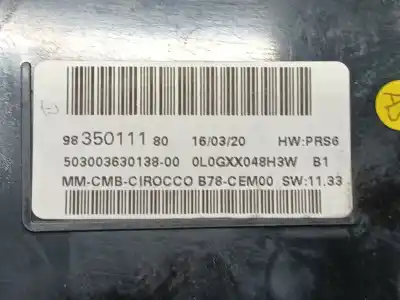 98 350111 80 16/03/20 HW:PRS6
503003630138-00 0L0GXX048H3W B1
MM-CMB-CIROCCO B78-CEM00 SW:11.33